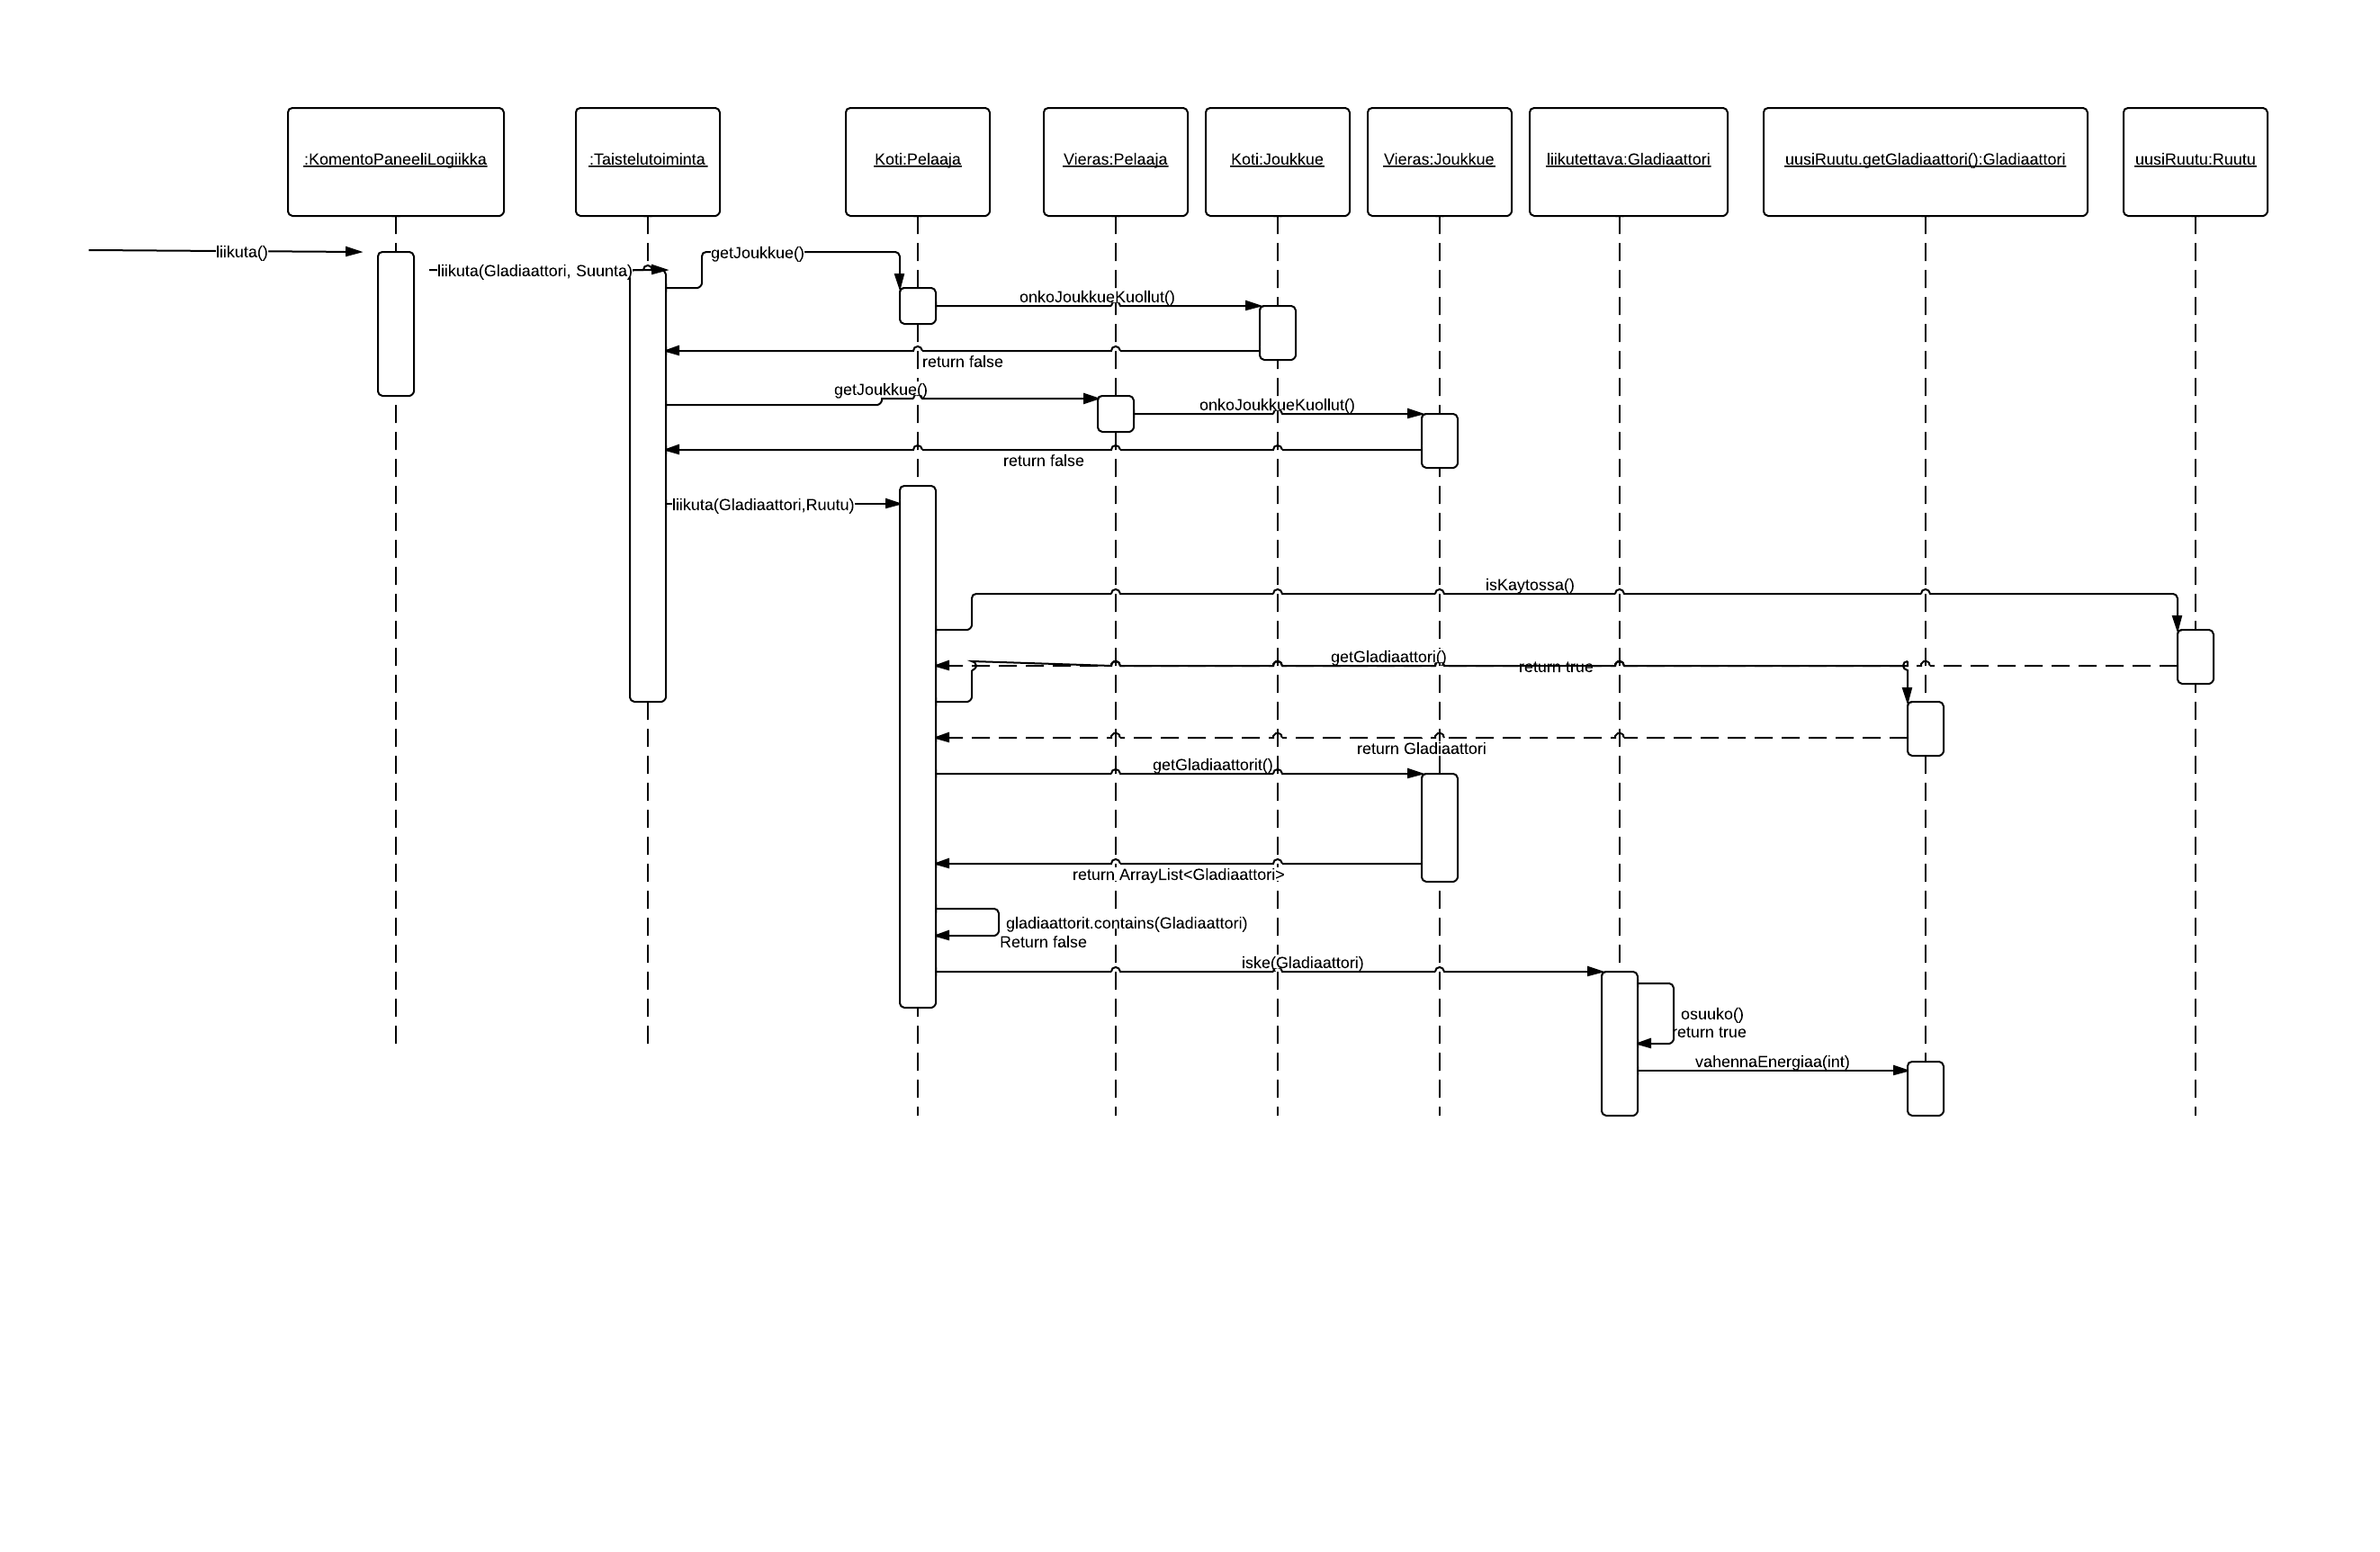 :KomentoPaneeliLogiikka
:Taistelutoiminta
Koti:Pelaaja
Vieras:Pelaaja
Koti:Joukkue
Vieras:Joukkue
liikutettava:Gladiaattori
uusiRuutu.getGladiaattori():Gladiaattori
uusiRuutu:Ruutu
liikuta()
liikuta(Gladiaattori, Suunta)
getJoukkue()
onkoJoukkueKuollut()
return false
getJoukkue()
onkoJoukkueKuollut()
return false
liikuta(Gladiaattori,Ruutu)
isKaytossa()
getGladiaattori()
return true
return Gladiaattori
getGladiaattorit()
return ArrayList<Gladiaattori>
gladiaattorit.contains(Gladiaattori)
Return false
iske(Gladiaattori)
osuuko()
return true
vahennaEnergiaa(int)